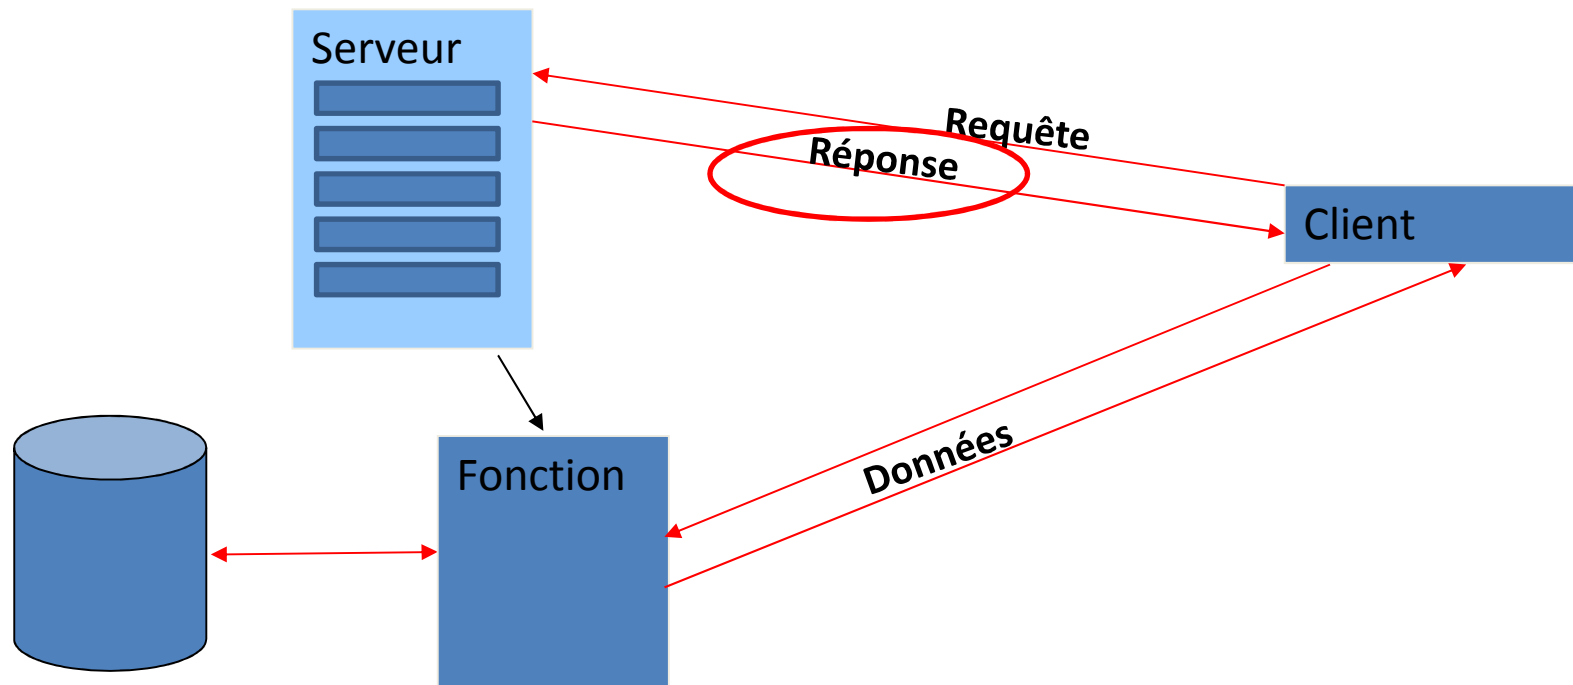 Serveur
Requête
Réponse
Client
Données
Fonction